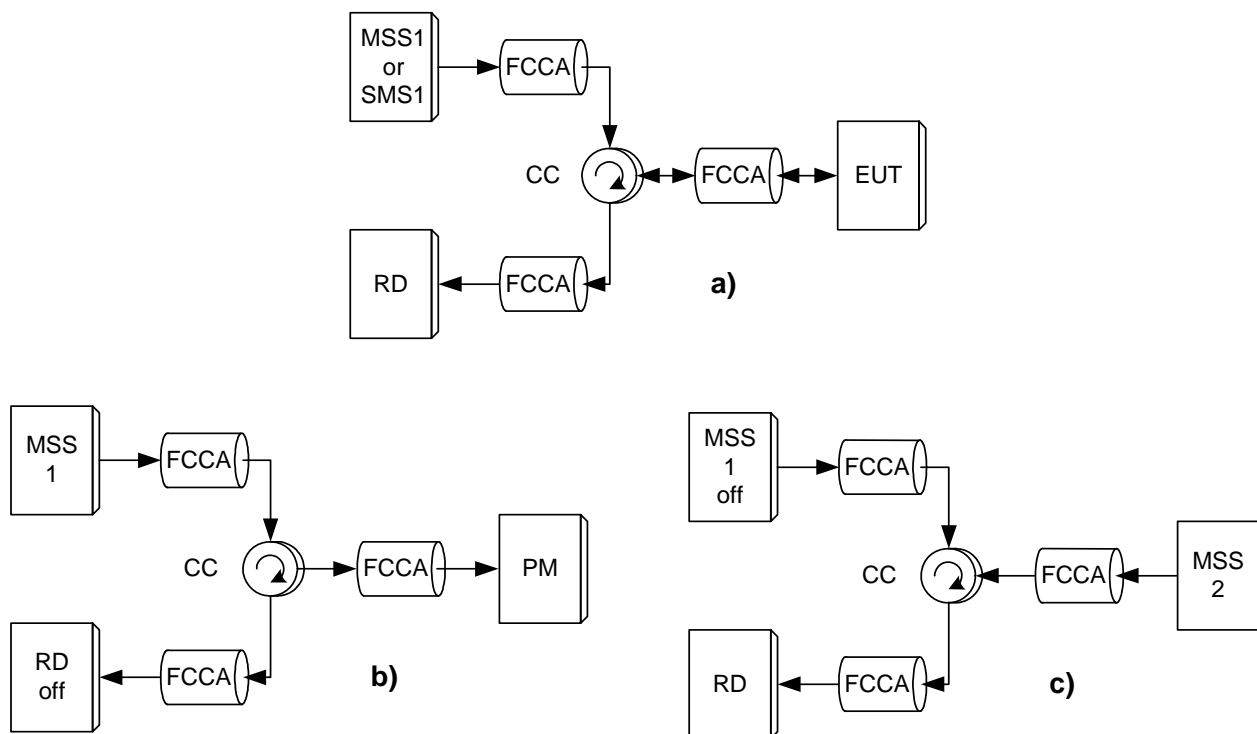 MSS1
or
SMS1
FCCA
CC
FCCA
EUT
RD
FCCA
a)
MSS
1
FCCA
CC
FCCA
PM
RD
off
FCCA
b)
MSS
1
off
FCCA
CC
FCCA
MSS
2
RD
FCCA
c)